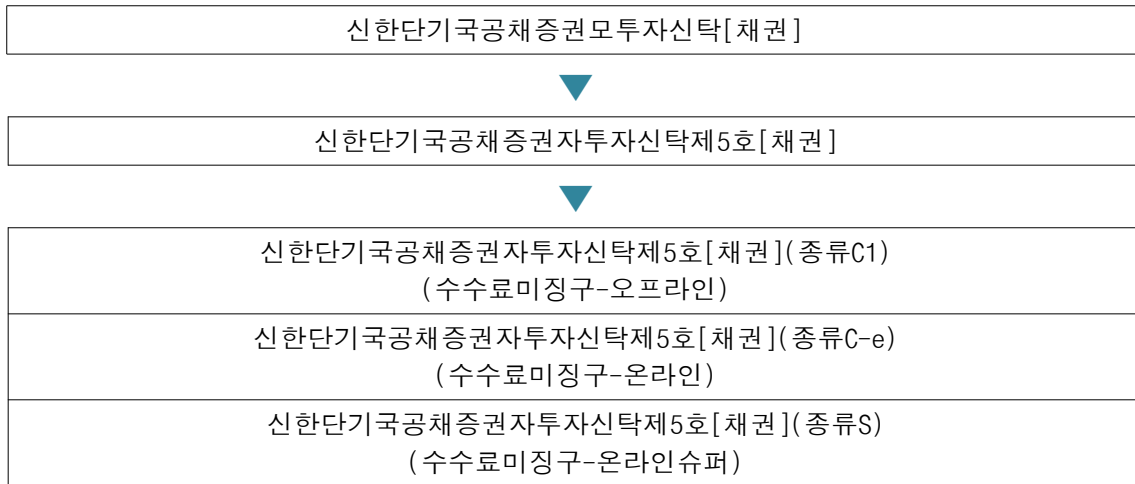 신한단기국공채증권모투자신탁[채권]
신한단기국공채증권자투자신탁제5호[채권]
신한단기국공채증권자투자신탁제5호[채권](종류C1)
(수수료미징구-오프라인)
신한단기국공채증권자투자신탁제5호[채권](종류C-e)
(수수료미징구-온라인)
신한단기국공채증권자투자신탁제5호[채권](종류S)
(수수료미징구-온라인슈퍼)